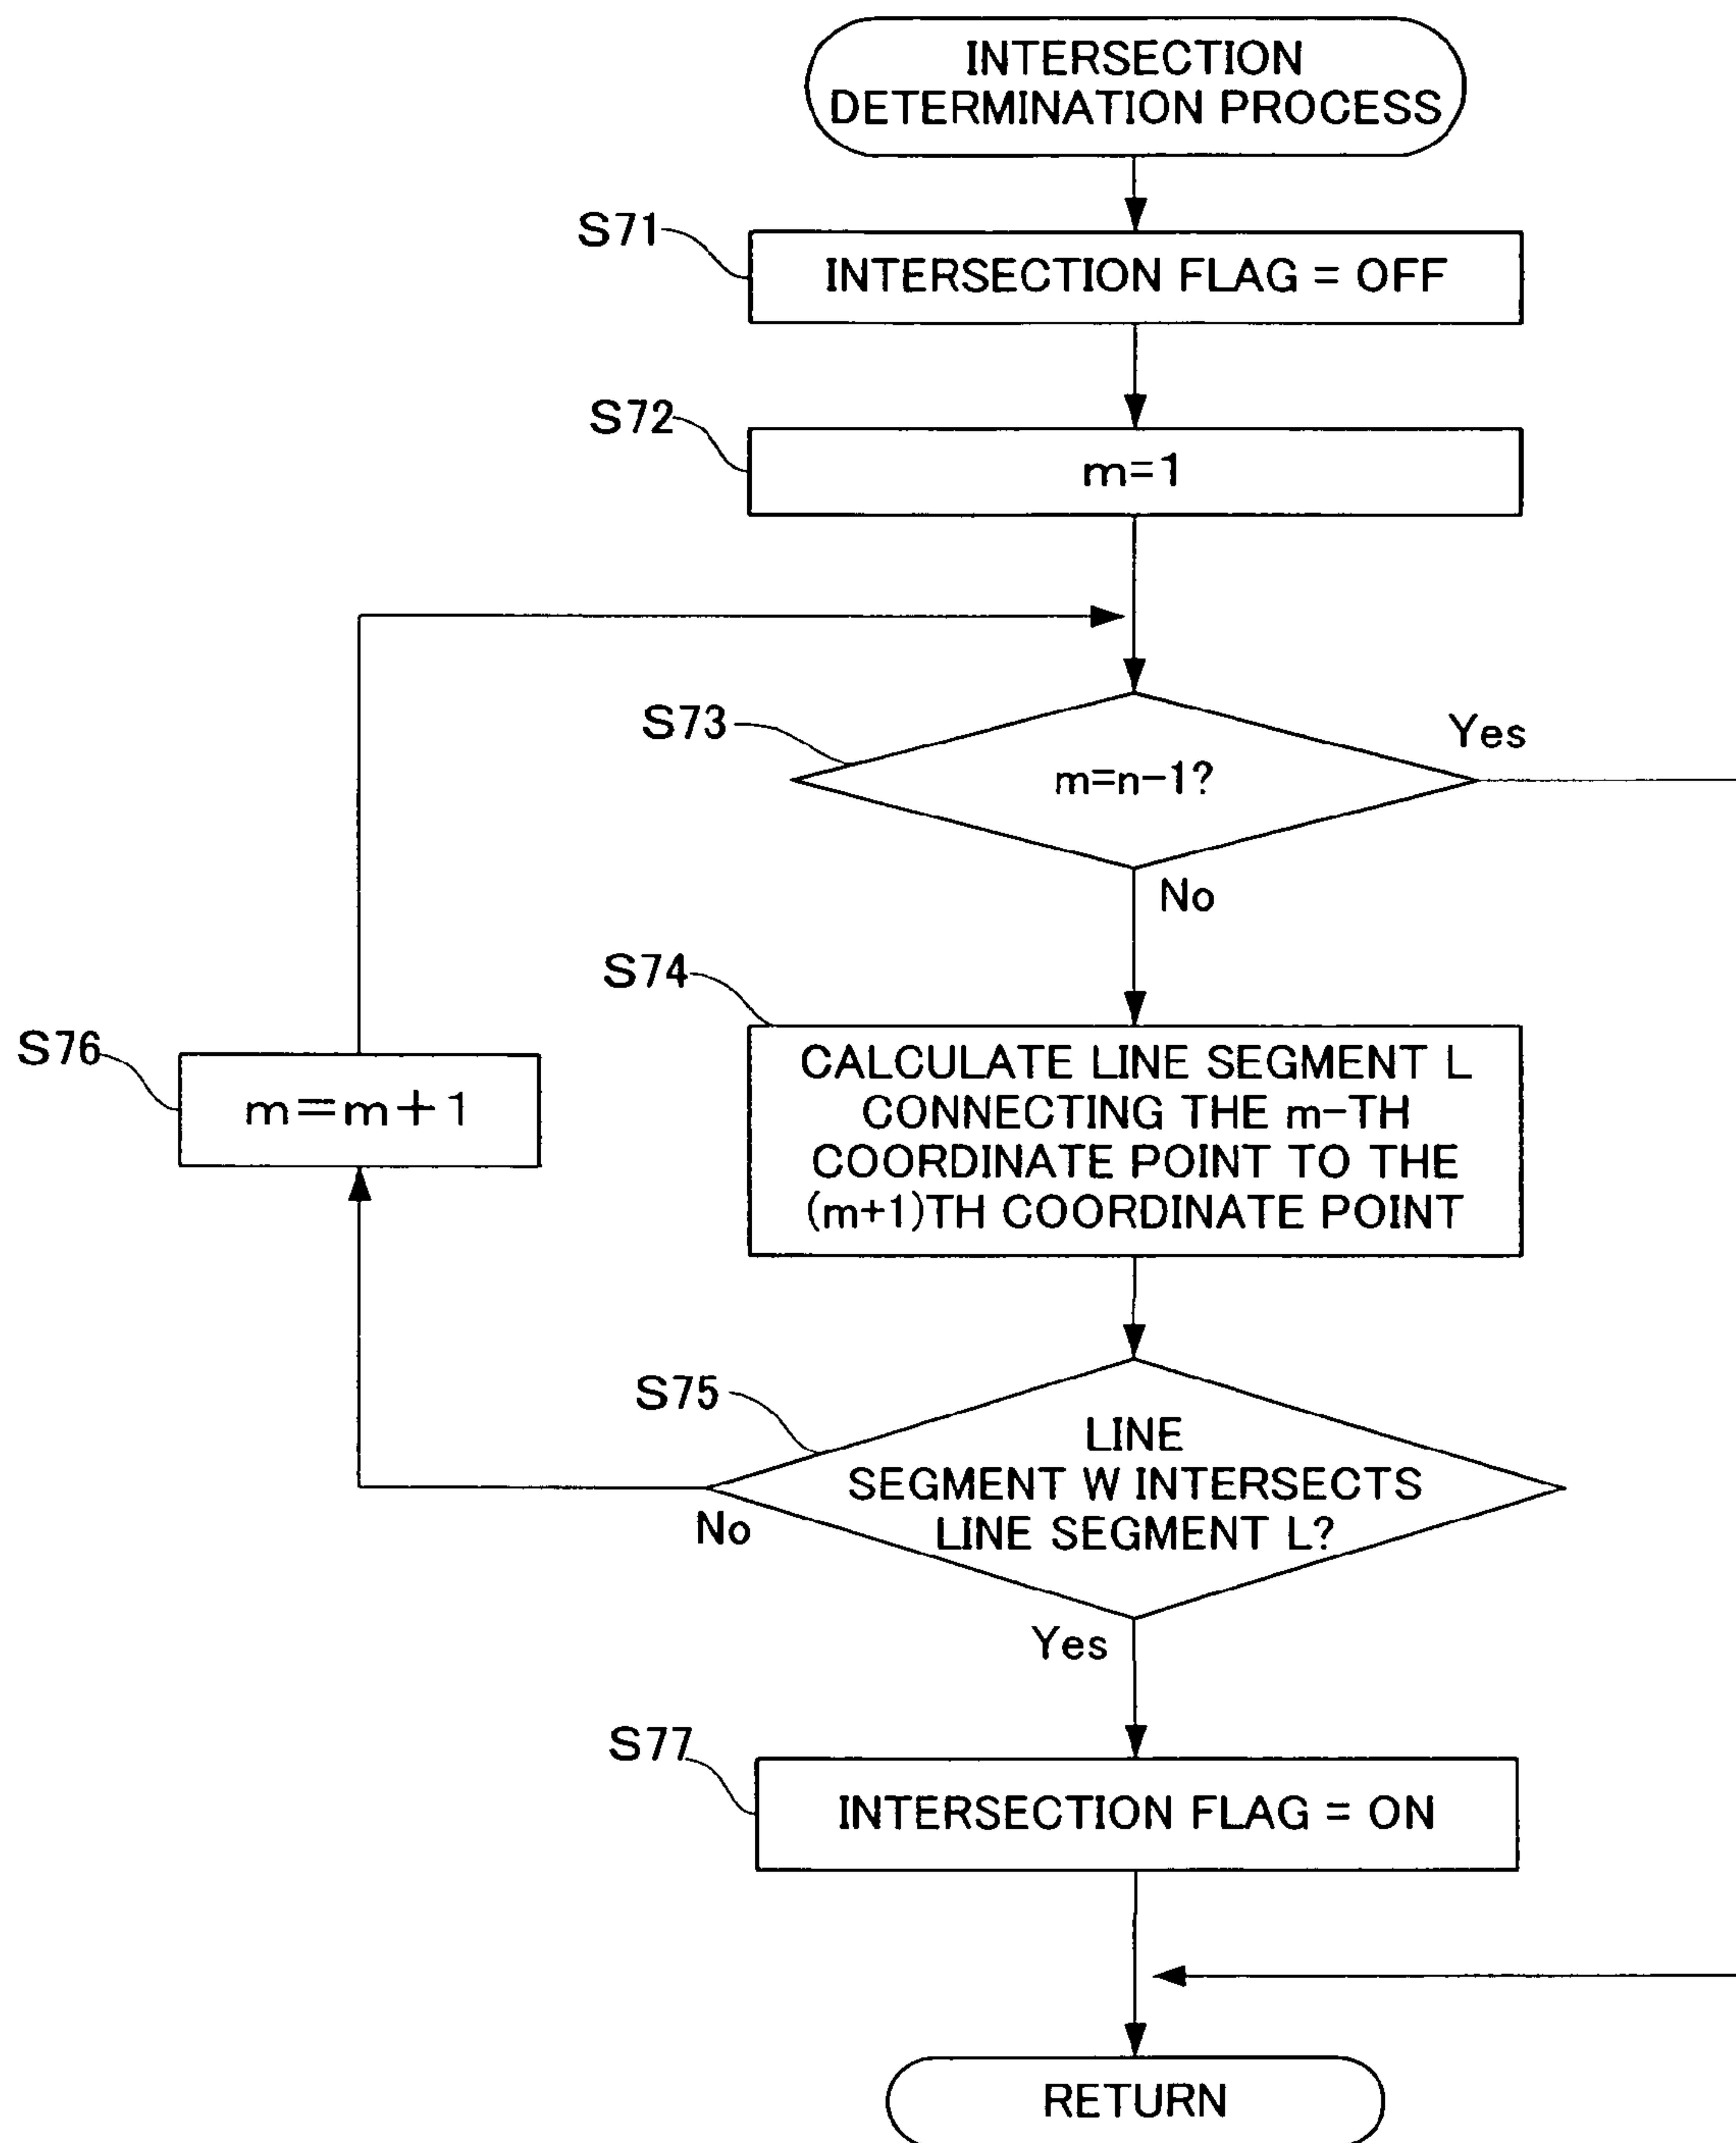 INTERSECTION
DETERMINATION PROCESS
S71
INTERSECTION FLAG = OFF
S72
m=1
S73
m=n-1?
Yes
No
S74
CALCULATE LINE SEGMENT L
CONNECTING THE m-TH
COORDINATE POINT TO THE
(m+1)TH COORDINATE POINT
S76
m=m+1
S75
LINE
SEGMENT W INTERSECTS
LINE SEGMENT L?
No
Yes
S77
INTERSECTION FLAG = ON
RETURN